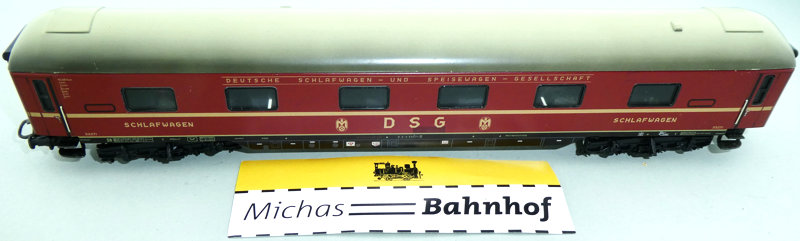 DEUTSCHE SCHLAFWAGEN - UND SPEISEWAGEN - GESELLSCHAFT
SCHLAFWAGEN DSG SCHLAFWAGEN
Michas Bahnhof